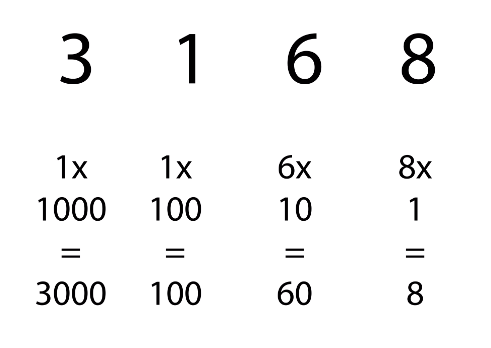 3 1 6 8
1x 1x 6x 8x
1000 100 10 1
= = = =
3000 100 60 8